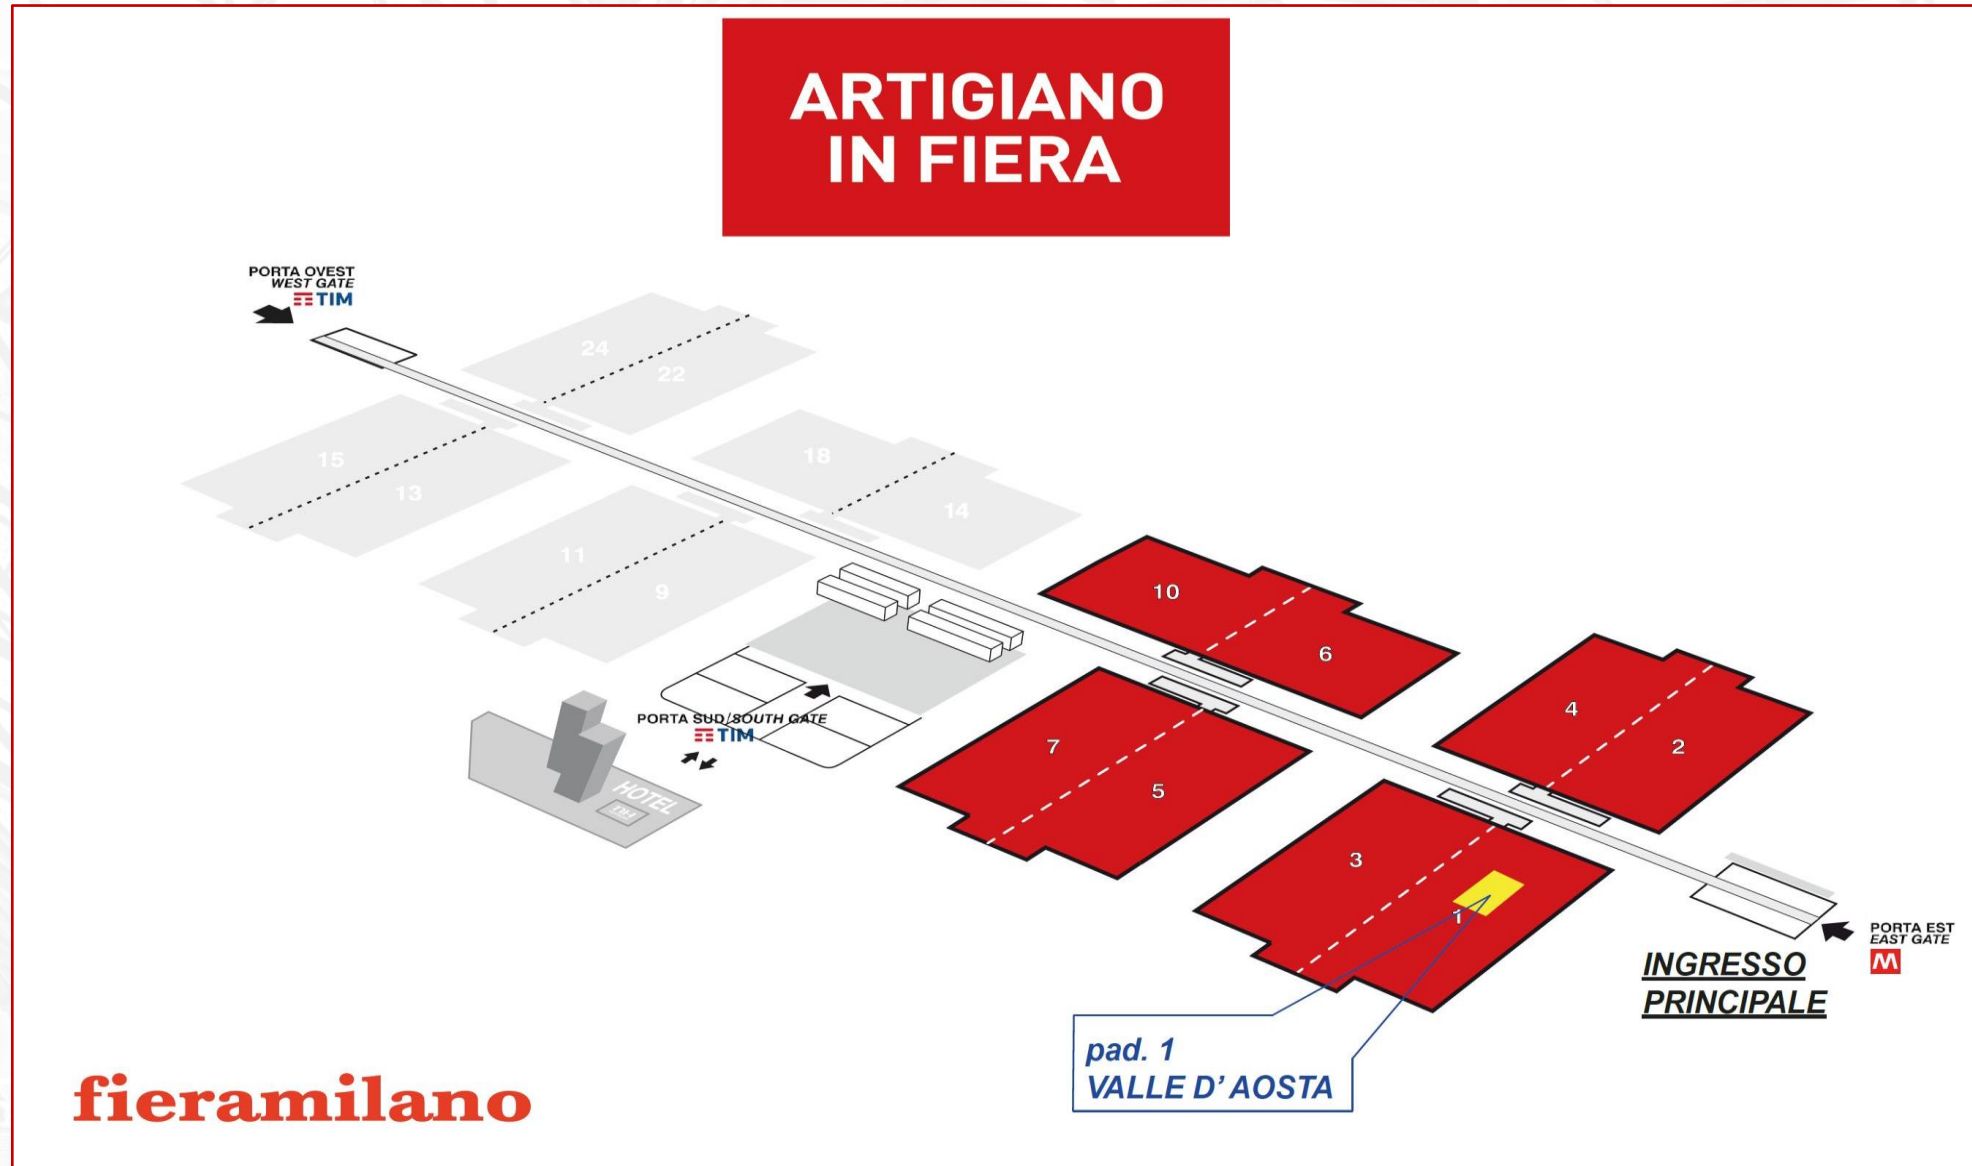 ARTIGIANO
IN FIERA
PORTA OVEST
WEST GATE
TIM
24
22
15
13
18
14
11
9
10
6
4
2
7
5
3
1
PORTA SUD/SOUTH GATE
TIM
HOTEL
PORTA EST
EAST GATE
M
INGRESSO
PRINCIPALE
pad. 1
VALLE D' AOSTA
fieramilano